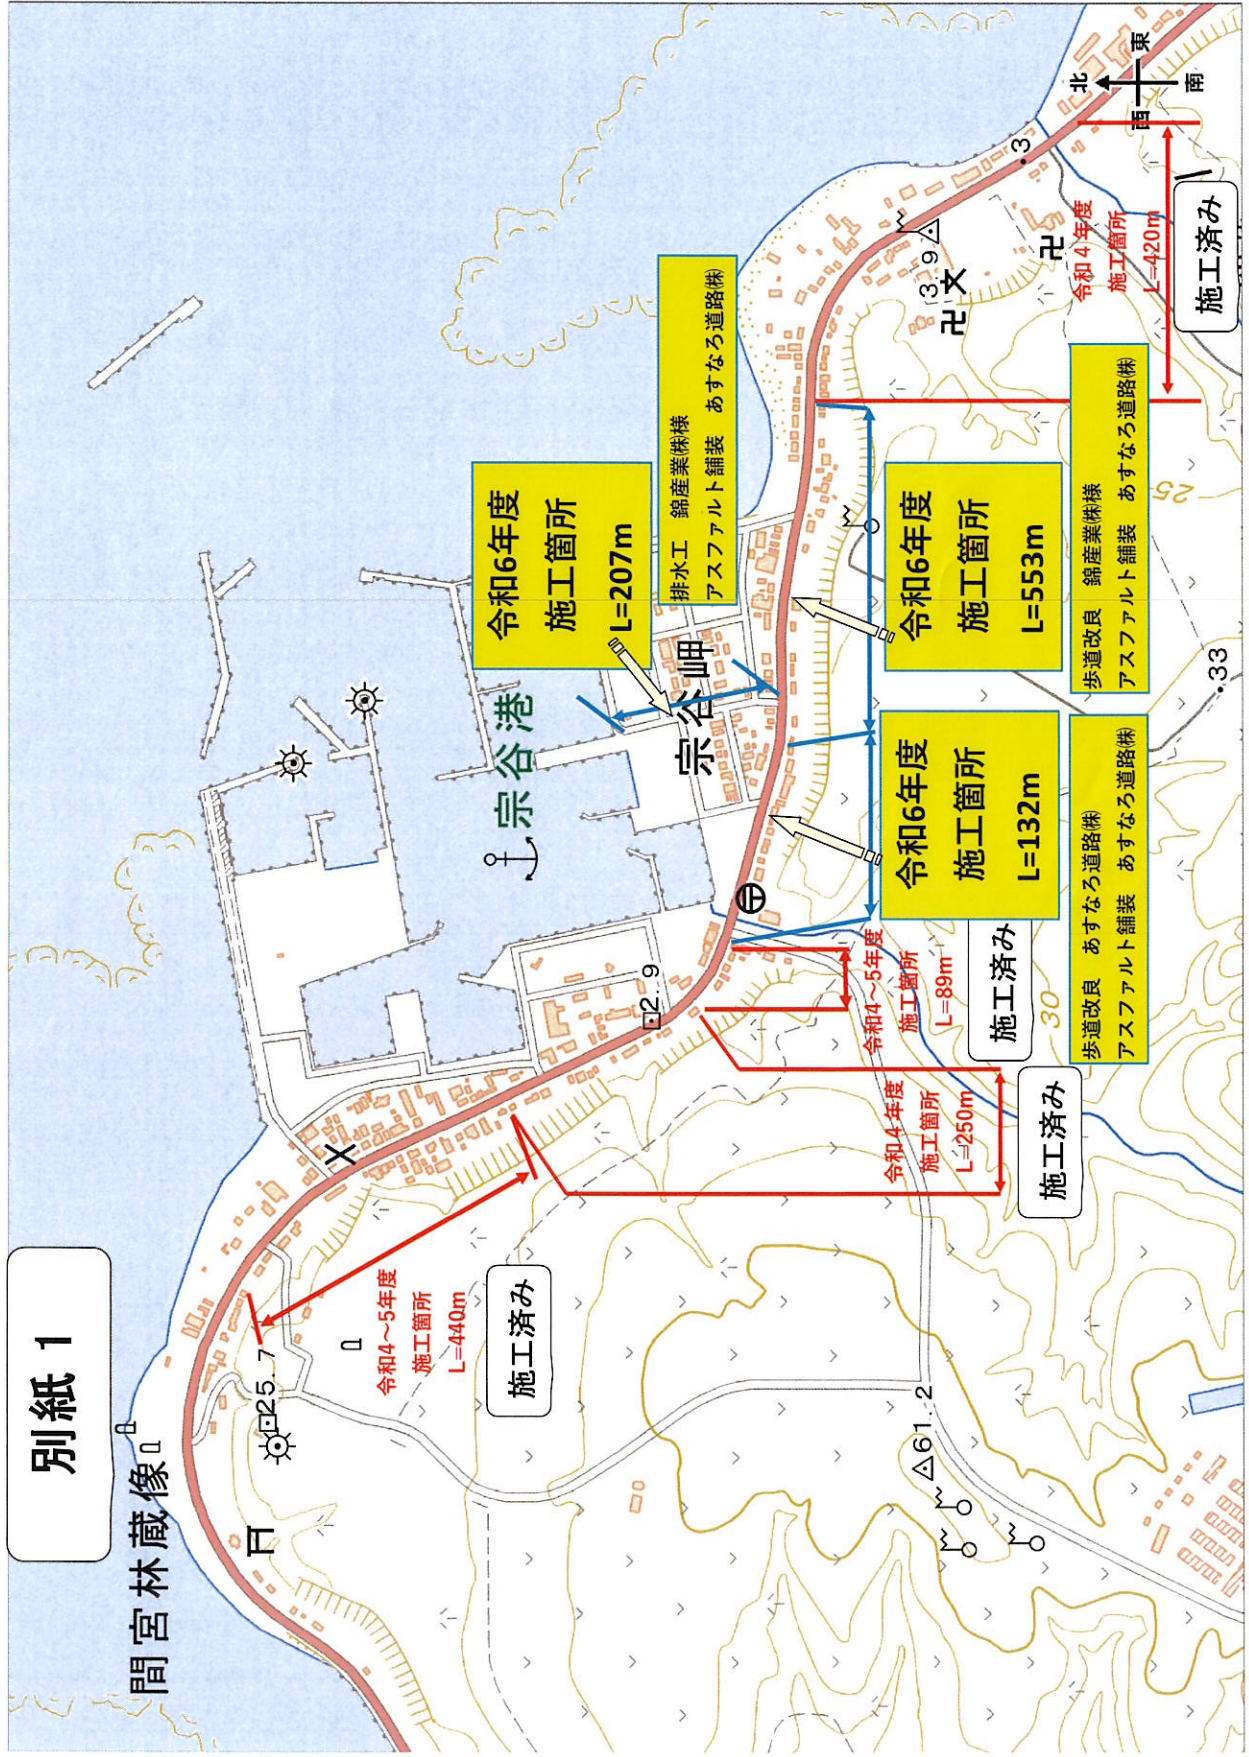 別紙 1
間宮林蔵像
25.7
令和4～5年度
施工箇所
L=440m
施工済み
61.2
2.9
宗谷港
宗谷岬
令和４年度
施工箇所
L=250m
施工済み
令和4～5年度
施工箇所
L=89m
施工済み
30
令和6年度
施工箇所
L=132m
歩道改良　あすなろ道路㈱
アスファルト舗装　あすなろ道路㈱
令和6年度
施工箇所
L=207m
排水工　錦産業㈱様
アスファルト舗装　あすなろ道路㈱
令和6年度
施工箇所
L=553m
歩道改良　錦産業㈱様
アスファルト舗装　あすなろ道路㈱
33
25
3.9
文
卍
卍
3
令和４年度
施工箇所
L=420m
施工済み
北
西
東
南